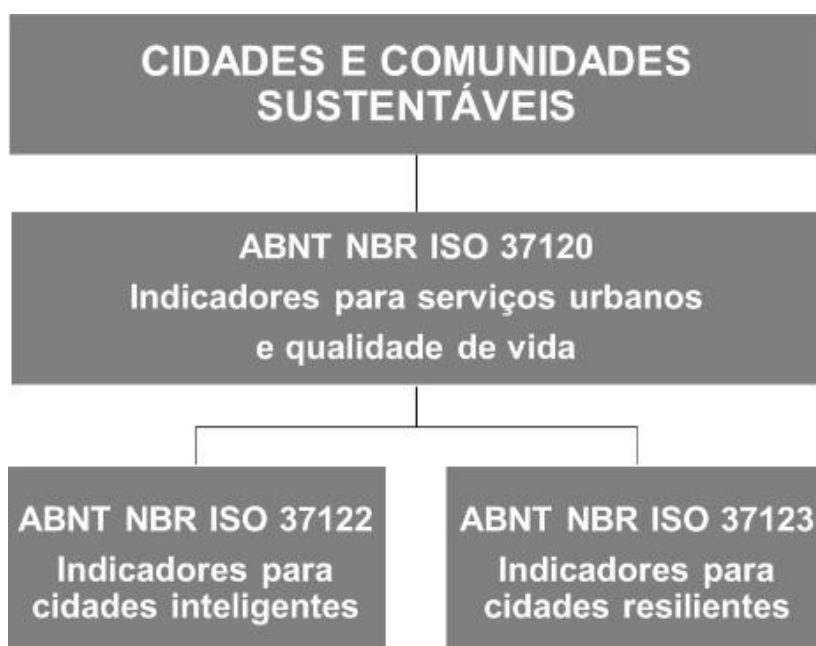 CIDADES E COMUNIDADES
SUSTENTÁVEIS
ABNT NBR ISO 37120
Indicadores para serviços urbanos
e qualidade de vida
ABNT NBR ISO 37122
Indicadores para
cidades inteligentes
ABNT NBR ISO 37123
Indicadores para
cidades resilientes